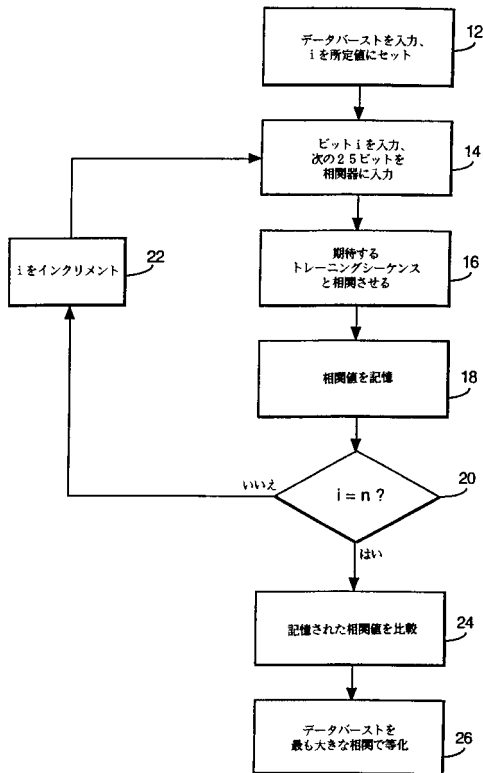 データバーストを入力、
iを所定値にセット
12
ビットiを入力、
次の25ビットを
相関器に入力
14
期待する
トレーニングシーケンス
と相関させる
16
iをインクリメント
22
相関値を記憶
18
いいえ
i = n ?
20
はい
記憶された相関値を比較
24
データバーストを
最も大きな相関で等化
26